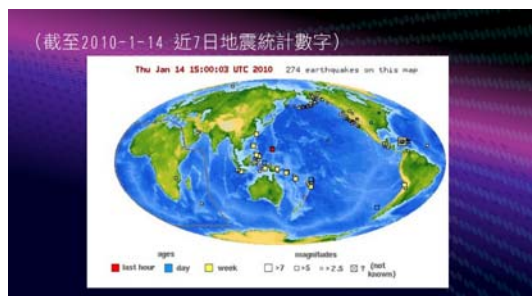 (截至2010-1-14 近7日地震統計數字)
Thu Jan 14 15:00:03 UTC 2010 274 earthquakes on this map
ages magnitudes
last hour day week >7 >5 >2.5 ? (not known)